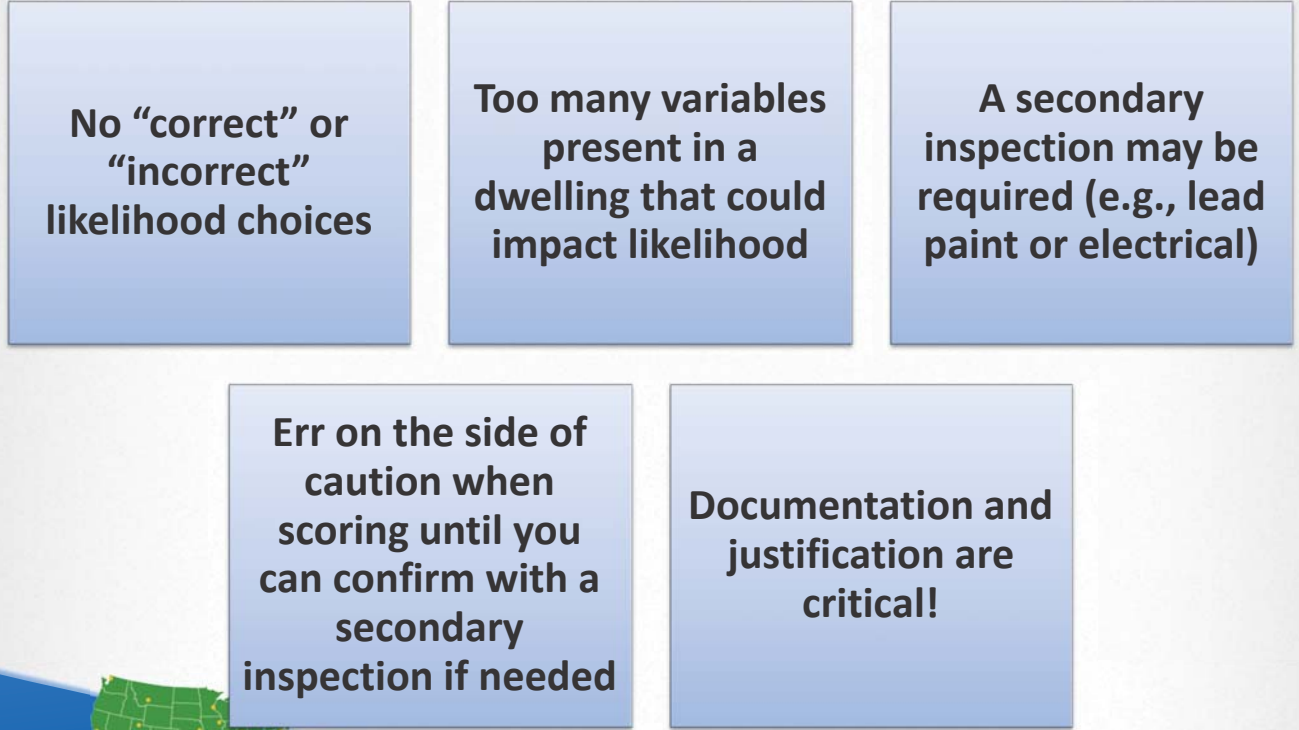 No “correct” or
“incorrect”
likelihood choices
Too many variables
present in a
dwelling that could
impact likelihood
A secondary
inspection may be
required (e.g., lead
paint or electrical)
Err on the side of
caution when
scoring until you
can confirm with a
secondary
inspection if needed
Documentation and
justification are
critical!